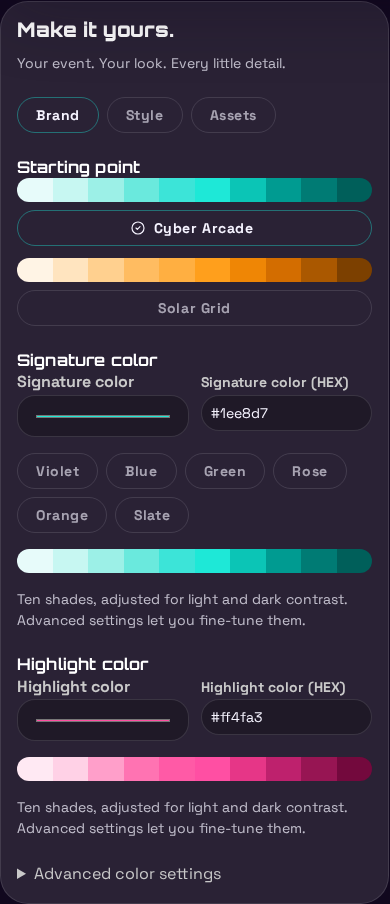 Make it yours.
Your event. Your look. Every little detail.
Brand Style Assets
Starting point
Cyber Arcade
Solar Grid
Signature color
Signature color Signature color (HEX)
#1ee8d7
Violet Blue Green Rose
Orange Slate
Ten shades, adjusted for light and dark contrast.
Advanced settings let you fine-tune them.
Highlight color
Highlight color Highlight color (HEX)
#ff4fa3
Ten shades, adjusted for light and dark contrast.
Advanced settings let you fine-tune them.
Advanced color settings